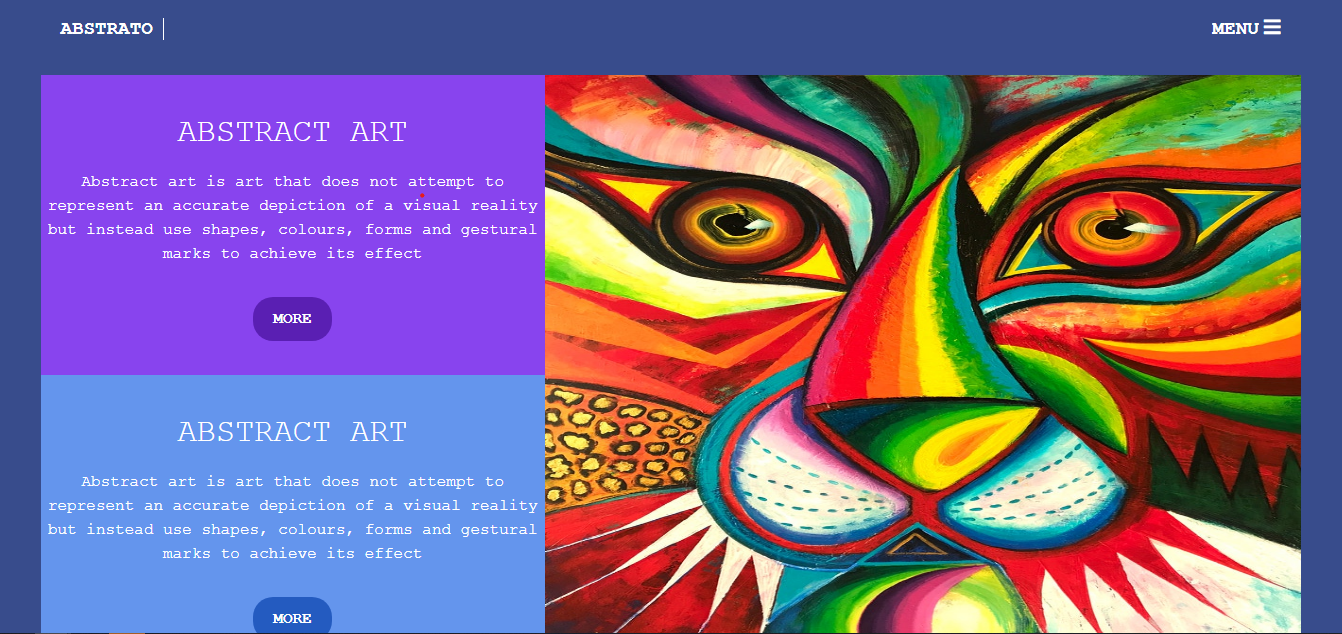 ABSTRATO
MENU
ABSTRACT ART
Abstract art is art that does not attempt to
represent an accurate depiction of a visual reality
but instead use shapes, colours, forms and gestural
marks to achieve its effect
MORE
ABSTRACT ART
Abstract art is art that does not attempt to
represent an accurate depiction of a visual reality
but instead use shapes, colours, forms and gestural
marks to achieve its effect
MORE